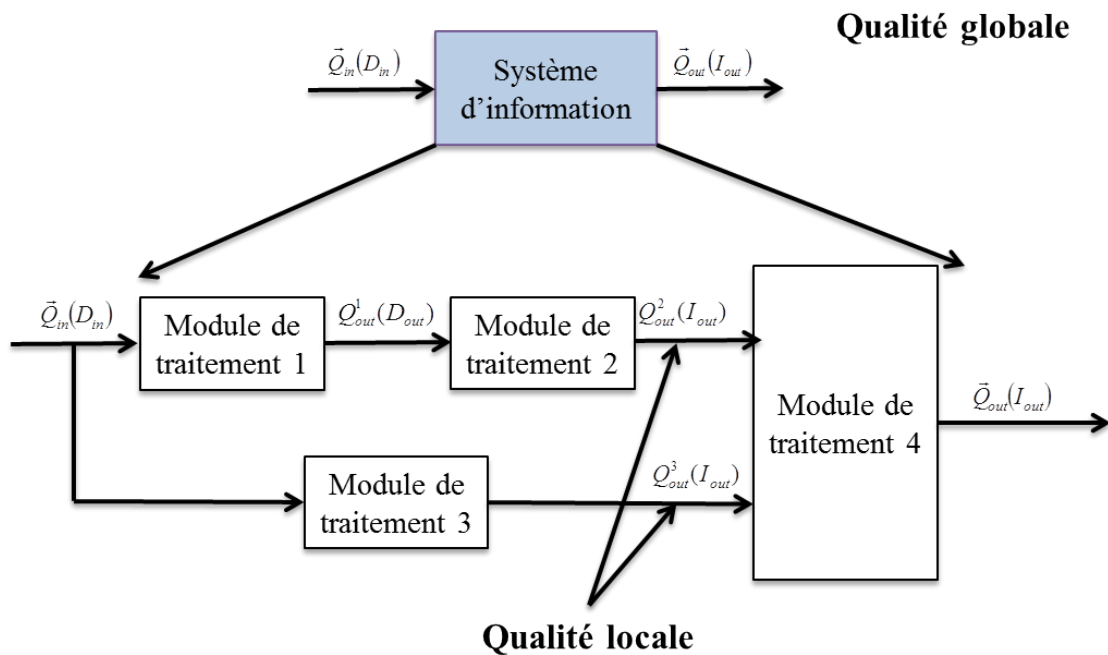 Qualité globale
Q⃗in(Din)
Système
d’information
Q⃗out(Iout)
Q⃗in(Din)
Module de
traitement 1
Q¹out(Dout)
Module de
traitement 2
Q²out(Iout)
Module de
traitement 4
Q⃗out(Iout)
Module de
traitement 3
Q³out(Iout)
Qualité locale